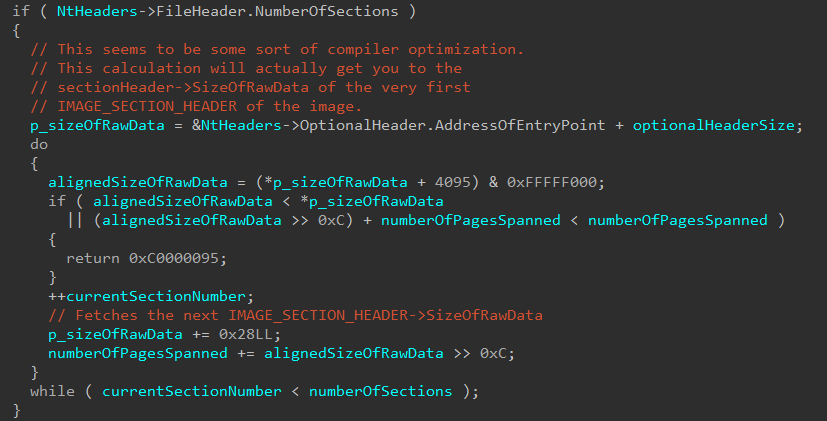 if ( NtHeaders->FileHeader.NumberOfSections )
{
// This seems to be some sort of compiler optimization.
// This calculation will actually get you to the
// sectionHeader->SizeOfRawData of the very first
// IMAGE_SECTION_HEADER of the image.
p_sizeOfRawData = &NtHeaders->OptionalHeader.AddressOfEntryPoint + optionalHeaderSize;
do
{
alignedSizeOfRawData = (*p_sizeOfRawData + 4095) & 0xFFFFF000;
if ( alignedSizeOfRawData < *p_sizeOfRawData
|| (alignedSizeOfRawData >> 0xC) + numberOfPagesSpanned < numberOfPagesSpanned )
{
return 0xC0000095;
}
++currentSectionNumber;
// Fetches the next IMAGE_SECTION_HEADER->SizeOfRawData
p_sizeOfRawData += 0x28LL;
numberOfPagesSpanned += alignedSizeOfRawData >> 0xC;
}
while ( currentSectionNumber < numberOfSections );
}